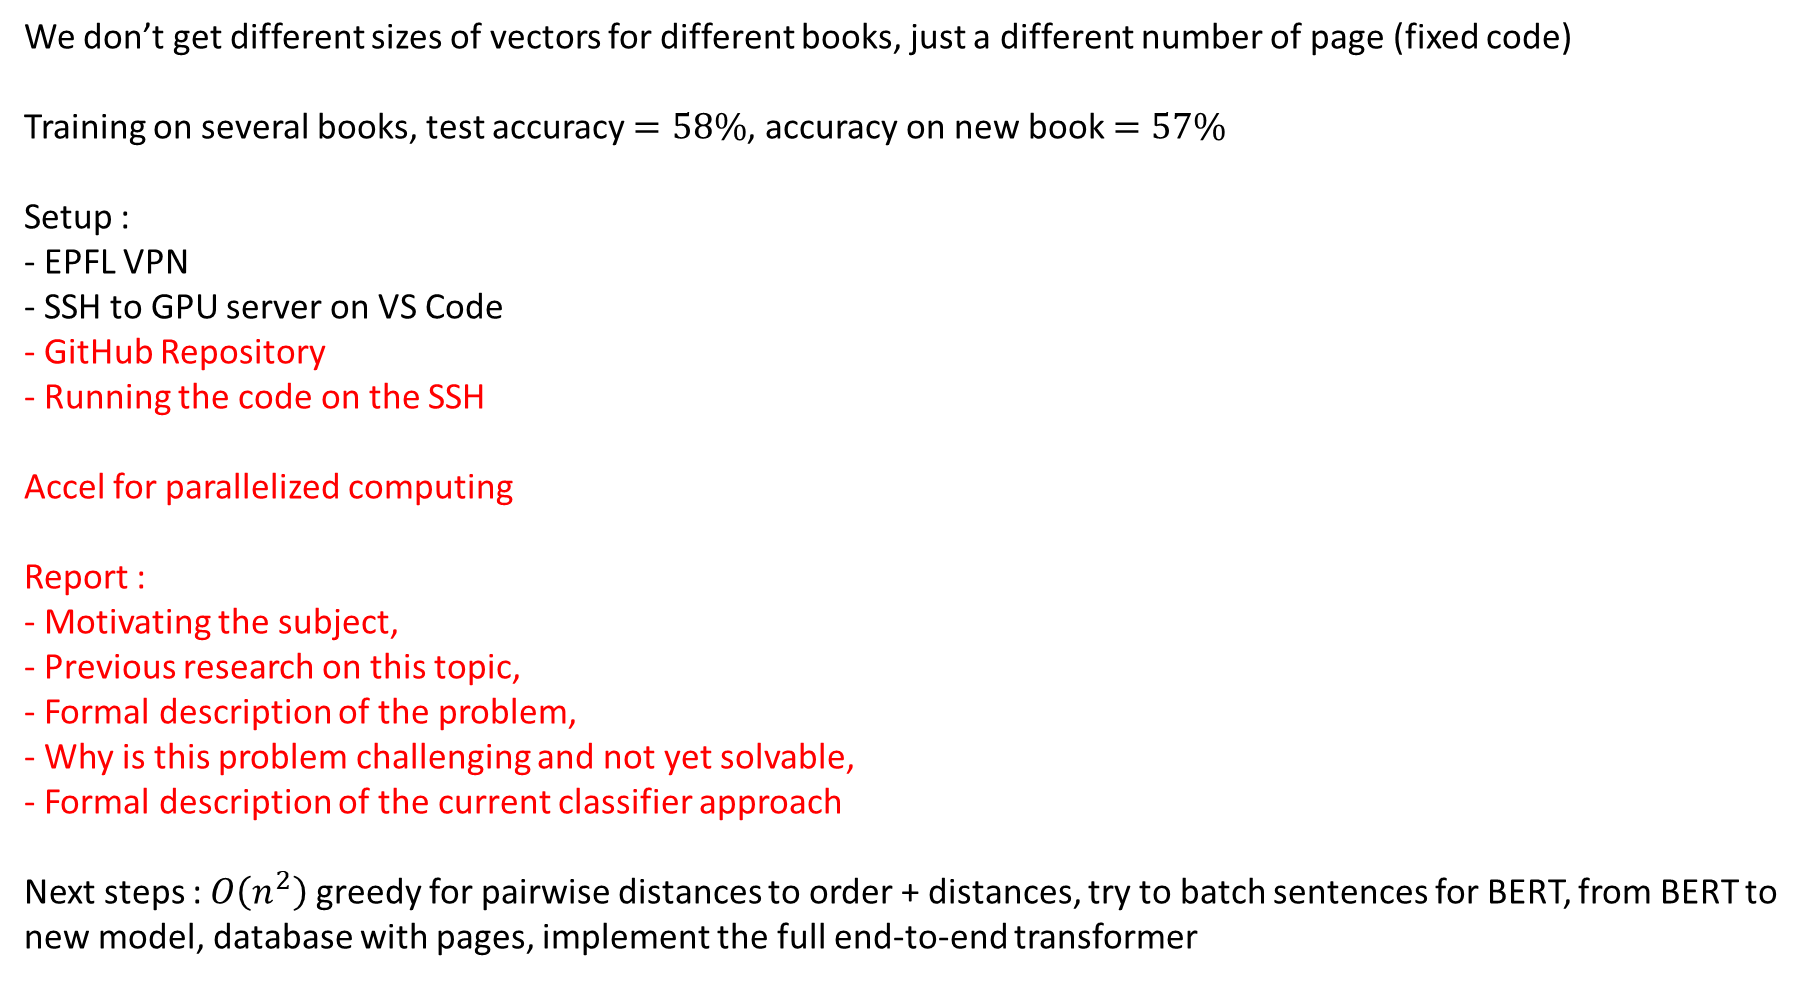 We don’t get different sizes of vectors for different books, just a different number of page (fixed code)
Training on several books, test accuracy = 58%, accuracy on new book = 57%
Setup :
- EPFL VPN
- SSH to GPU server on VS Code
- GitHub Repository
- Running the code on the SSH
Accel for parallelized computing
Report :
- Motivating the subject,
- Previous research on this topic,
- Formal description of the problem,
- Why is this problem challenging and not yet solvable,
- Formal description of the current classifier approach
Next steps : O(n²) greedy for pairwise distances to order + distances, try to batch sentences for BERT, from BERT to
new model, database with pages, implement the full end-to-end transformer